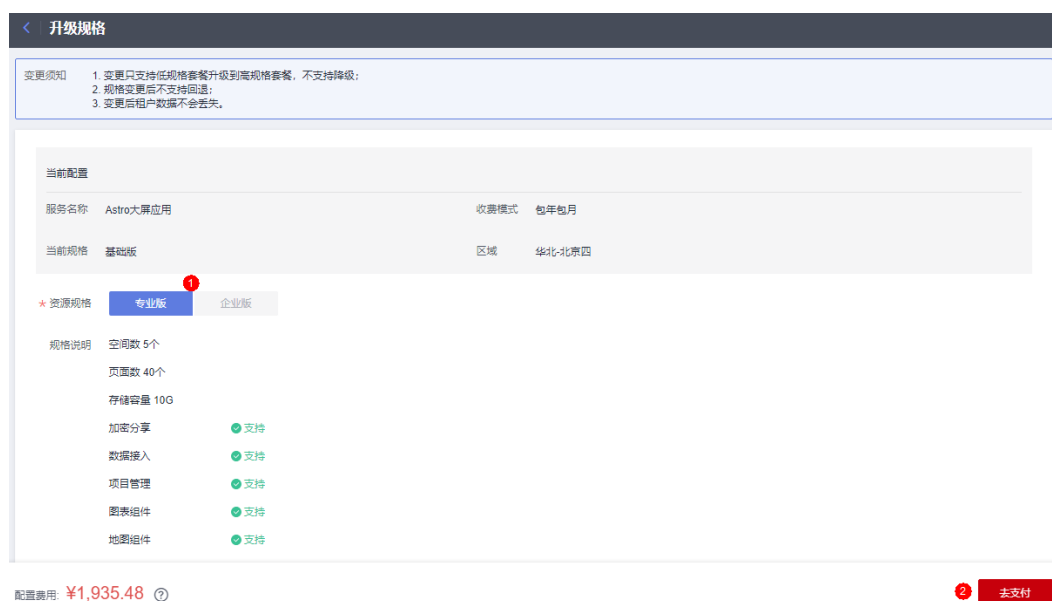 升级规格
变更须知 1. 变更只支持低规格套餐升级到高规格套餐，不支持降级；
2. 规格变更后不支持回退；
3. 变更后租户数据不会丢失。
当前配置
服务名称 Astro大屏应用 收费模式 包年包月
当前规格 基础版 区域 华北-北京四
1
* 资源规格 专业版 企业版
规格说明 空间数 5个
页面数 40个
存储容量 10G
加密分享 支持
数据接入 支持
项目管理 支持
图表组件 支持
地图组件 支持
配置费用: ¥1,935.48 ? 2 去支付